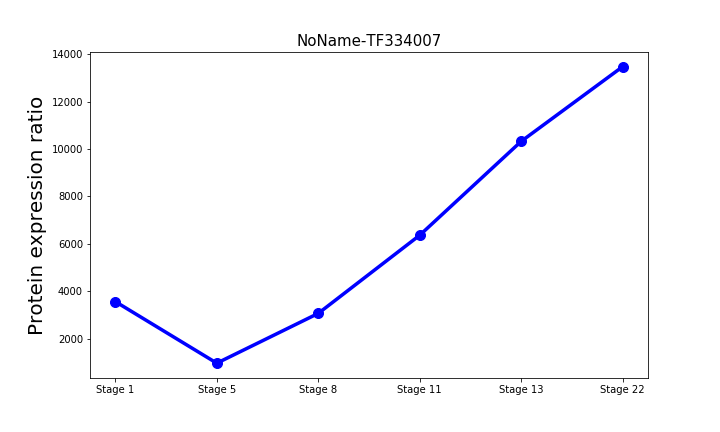 NoName-TF334007
Protein expression ratio
14000
12000
10000
8000
6000
4000
2000
Stage 1
Stage 5
Stage 8
Stage 11
Stage 13
Stage 22